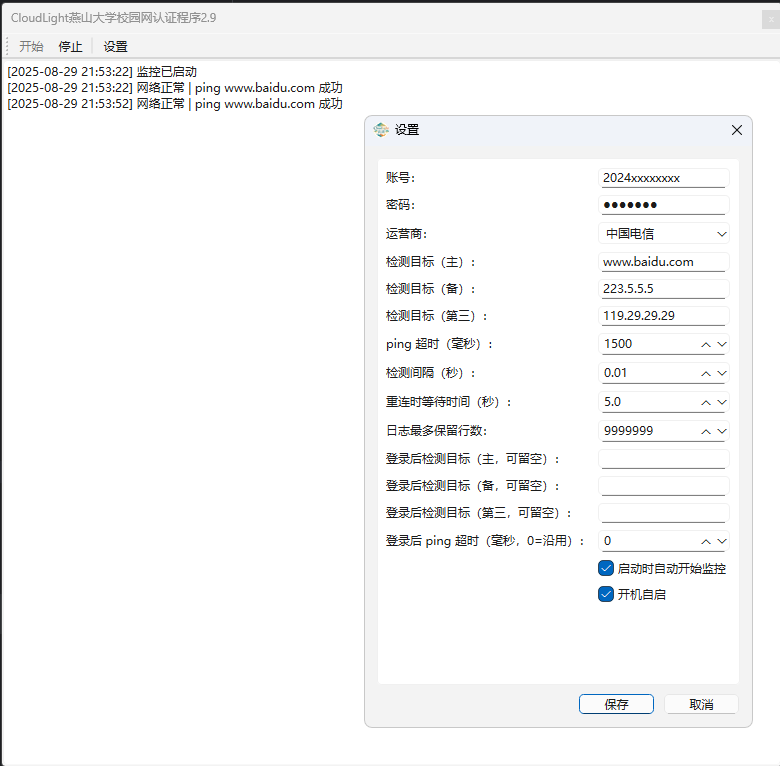 CloudLight燕山大学校园网认证程序2.9
开始 停止 设置
[2025-08-29 21:53:22] 监控已启动
[2025-08-29 21:53:22] 网络正常 | ping www.baidu.com 成功
[2025-08-29 21:53:52] 网络正常 | ping www.baidu.com 成功
设置
账号： 2024xxxxxxxx
密码： ●●●●●●●
运营商： 中国电信
检测目标（主）： www.baidu.com
检测目标（备）： 223.5.5.5
检测目标（第三）： 119.29.29.29
ping 超时（毫秒）： 1500
检测间隔（秒）： 0.01
重连时等待时间（秒）： 5.0
日志最多保留行数： 9999999
登录后检测目标（主，可留空）：
登录后检测目标（备，可留空）：
登录后检测目标（第三，可留空）：
登录后 ping 超时（毫秒，0=沿用）： 0
启动时自动开始监控
开机自启
保存 取消